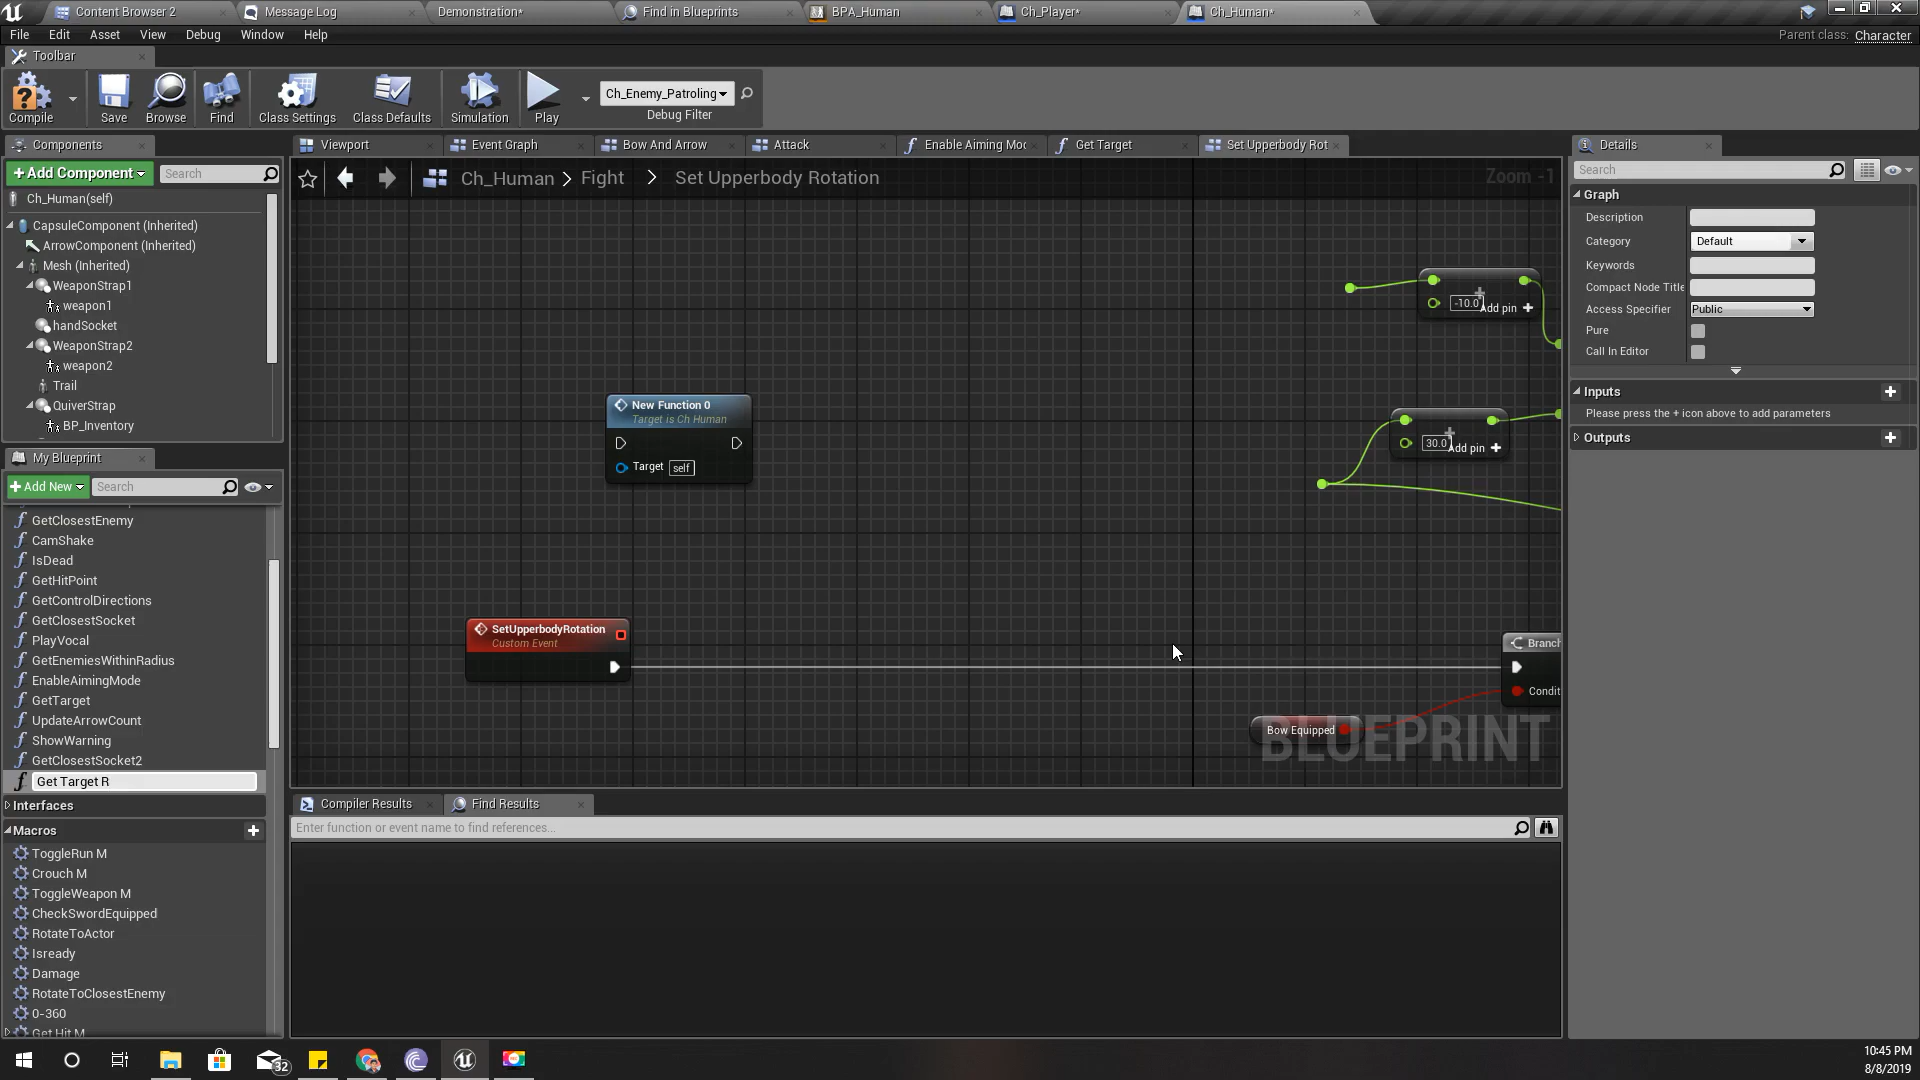 Content Browser 2
Message Log
Demonstration*
Find in Blueprints
BPA_Human
Ch_Player*
Ch_Human*
File Edit Asset View Debug Window Help
Parent class: Character
Toolbar
Compile
Save
Browse
Find
Class Settings
Class Defaults
Simulation
Play
Ch_Enemy_Patroling
Debug Filter
Components
+Add Component
Search
Ch_Human(self)
CapsuleComponent (Inherited)
ArrowComponent (Inherited)
Mesh (Inherited)
WeaponStrap1
weapon1
handSocket
WeaponStrap2
weapon2
Trail
QuiverStrap
BP_Inventory
My Blueprint
+Add New
Search
GetClosestEnemy
CamShake
IsDead
GetHitPoint
GetControlDirections
GetClosestSocket
PlayVocal
GetEnemiesWithinRadius
EnableAimingMode
GetTarget
UpdateArrowCount
ShowWarning
GetClosestSocket2
Get Target R
Interfaces
Macros
ToggleRun M
Crouch M
ToggleWeapon M
CheckSwordEquipped
RotateToActor
Isready
Damage
RotateToClosestEnemy
0-360
Get Hit M
Viewport
Event Graph
Bow And Arrow
Attack
Enable Aiming Mod
Get Target
Set Upperbody Rot
Ch_Human > Fight > Set Upperbody Rotation
Zoom -1
-10.0
Add pin +
30.0
Add pin +
New Function 0
Target is Ch Human
Target self
SetUpperbodyRotation
Custom Event
Branch
Condit
Bow Equipped
BLUEPRINT
Compiler Results
Find Results
Enter function or event name to find references...
Details
Search
Graph
Description
Category Default
Keywords
Compact Node Title
Access Specifier Public
Pure
Call In Editor
Inputs
Please press the + icon above to add parameters
Outputs
32
10:45 PM
8/8/2019